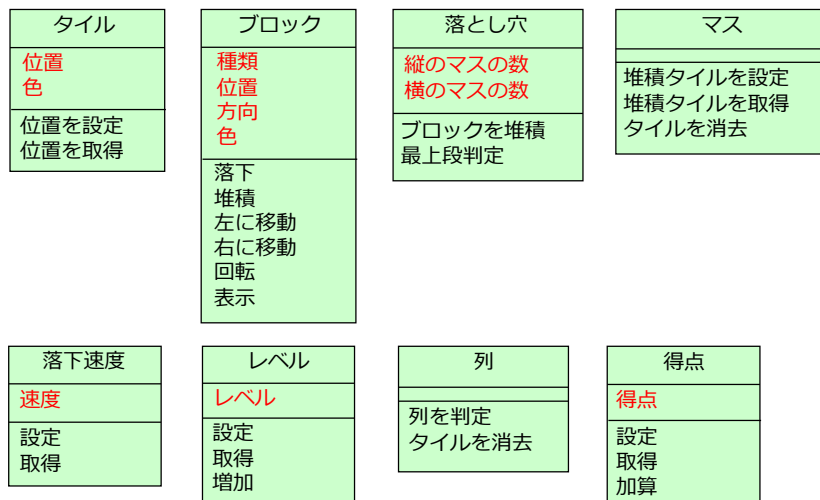 タイル
位置
色
位置を設定
位置を取得
ブロック
種類
位置
方向
色
落下
堆積
左に移動
右に移動
回転
表示
落とし穴
縦のマスの数
横のマスの数
ブロックを堆積
最上段判定
マス
堆積タイルを設定
堆積タイルを取得
タイルを消去
落下速度
速度
設定
取得
レベル
レベル
設定
取得
増加
列
列を判定
タイルを消去
得点
得点
設定
取得
加算